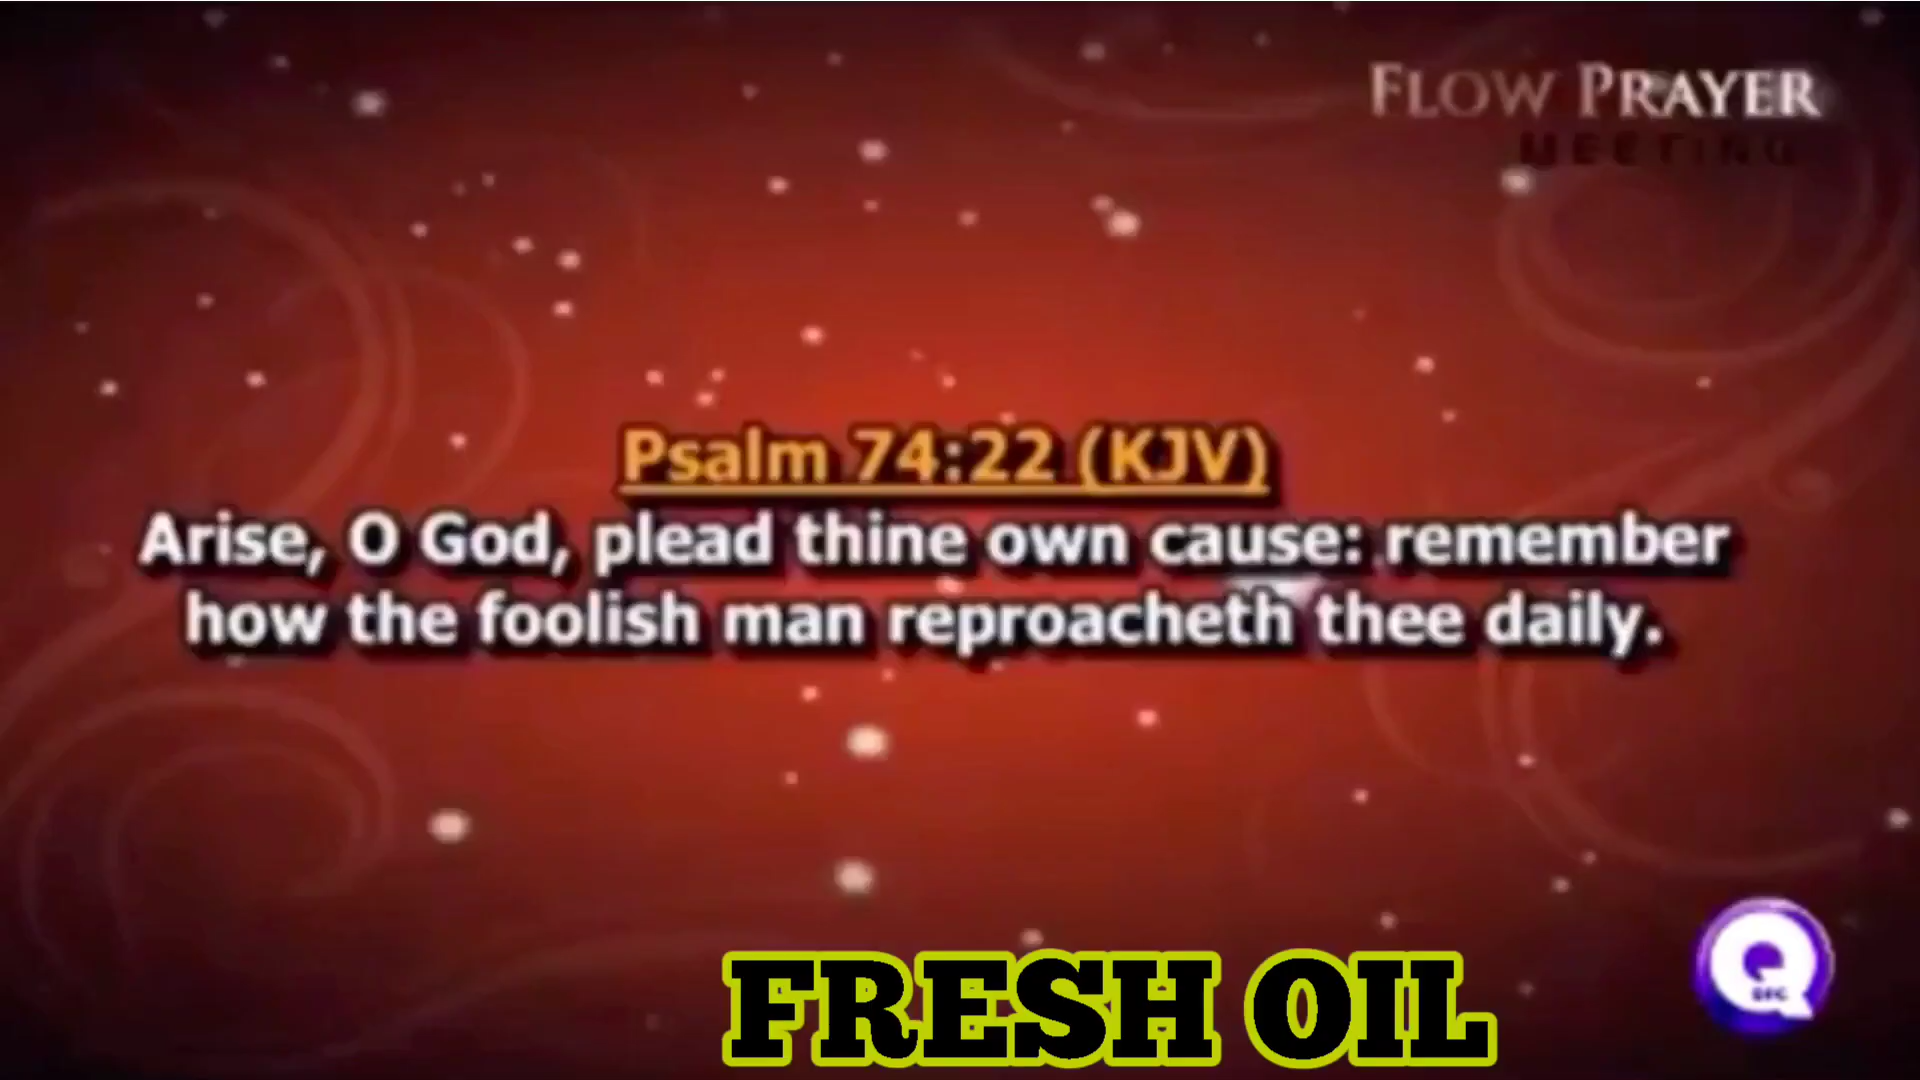 FLOW PRAYER
MEETING
Psalm 74:22 (KJV)
Arise, O God, plead thine own cause: remember
how the foolish man reproacheth thee daily.
FRESH OIL